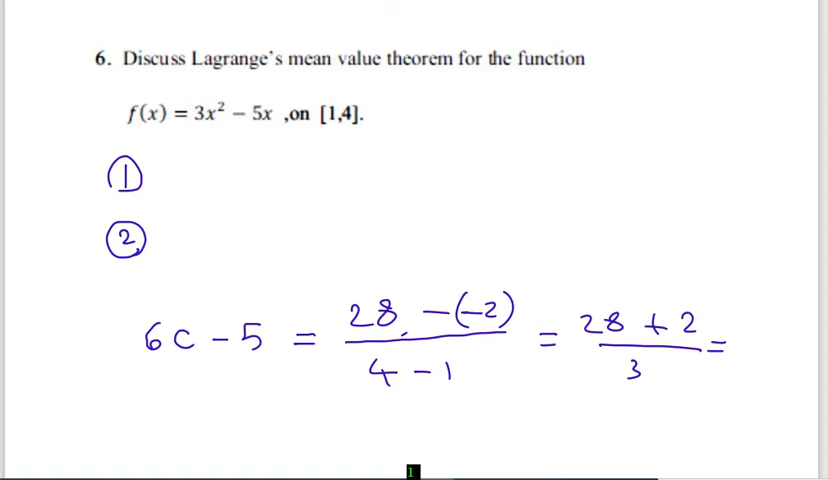 6. Discuss Lagrange's mean value theorem for the function
f(x) = 3x² − 5x ,on [1,4].
①
②
6c − 5 = (28 − (−2)) / (4 − 1) = (28 + 2) / 3 =
1